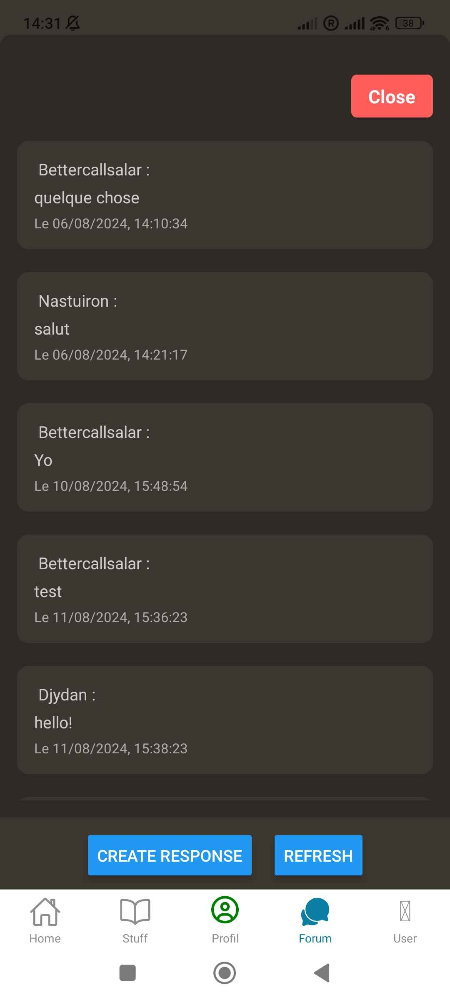 14:31
R
6
38
Close
Bettercallsalar :
quelque chose
Le 06/08/2024, 14:10:34
Nastuiron :
salut
Le 06/08/2024, 14:21:17
Bettercallsalar :
Yo
Le 10/08/2024, 15:48:54
Bettercallsalar :
test
Le 11/08/2024, 15:36:23
Djydan :
hello!
Le 11/08/2024, 15:38:23
CREATE RESPONSE REFRESH
Home Stuff Profil Forum User